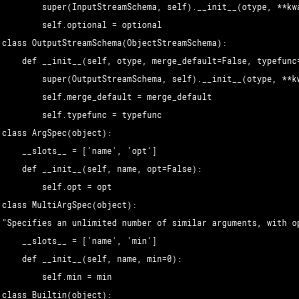 super(InputStreamSchema, self).__init__(otype, **kwa
self.optional = optional
class OutputStreamSchema(ObjectStreamSchema):
def __init__(self, otype, merge_default=False, typefunc=
super(OutputStreamSchema, self).__init__(otype, **kw
self.merge_default = merge_default
self.typefunc = typefunc
class ArgSpec(object):
__slots__ = ['name', 'opt']
def __init__(self, name, opt=False):
self.opt = opt
class MultiArgSpec(object):
"Specifies an unlimited number of similar arguments, with op
__slots__ = ['name', 'min']
def __init__(self, name, min=0):
self.min = min
class Builtin(object):